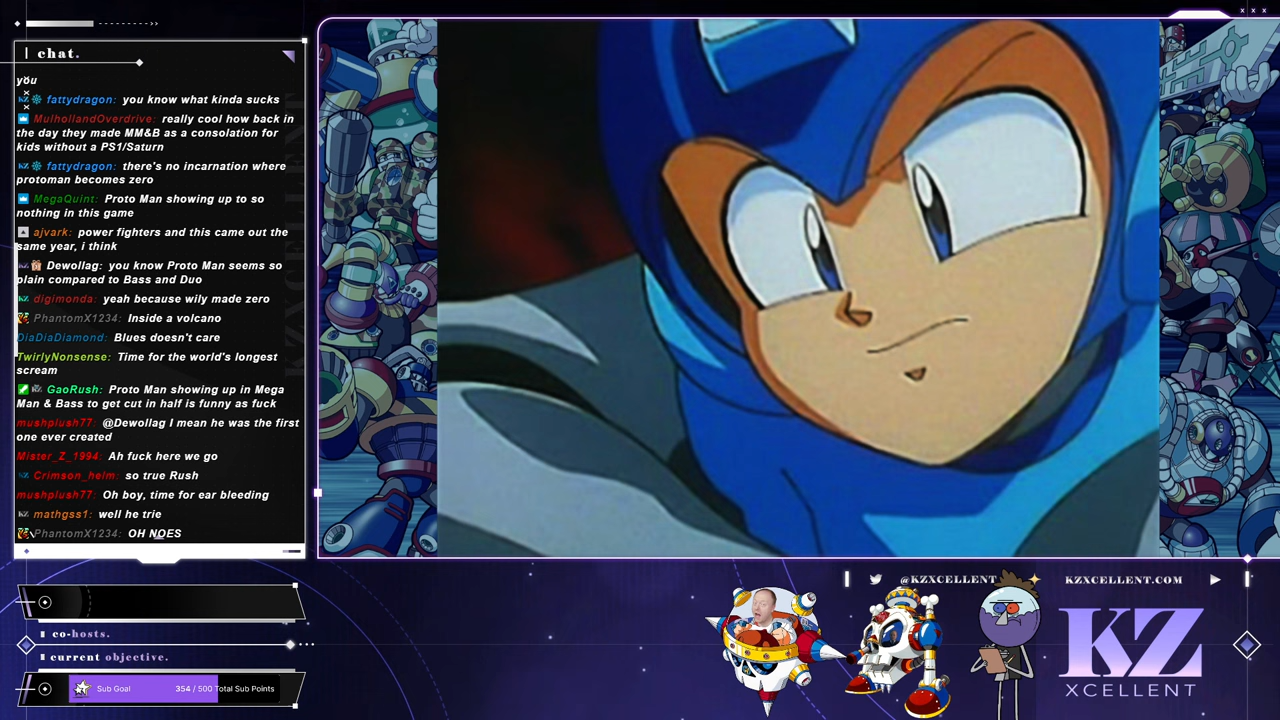 x x x
chat.
you
fattydragon: you know what kinda sucks
MulhollandOverdrive: really cool how back in
the day they made MM&B as a consolation for
kids without a PS1/Saturn
fattydragon: there's no incarnation where
protoman becomes zero
MegaQuint: Proto Man showing up to so
nothing in this game
ajvark: power fighters and this came out the
same year, i think
Dewollag: you know Proto Man seems so
plain compared to Bass and Duo
digimonda: yeah because wily made zero
PhantomX1234: Inside a volcano
DiaDiaDiamond: Blues doesn't care
TwirlyNonsense: Time for the world's longest
scream
GaoRush: Proto Man showing up in Mega
Man & Bass to get cut in half is funny as fuck
mushplush77: @Dewollag I mean he was the first
one ever created
Mister_Z_1994: Ah fuck here we go
Crimson_helm: so true Rush
mushplush77: Oh boy, time for ear bleeding
mathgss1: well he trie
PhantomX1234: OH NOES
co-hosts.
current objective.
Sub Goal 354 / 500 Total Sub Points
@KZXCELLENT
KZXCELLENT.COM
KZ
XCELLENT